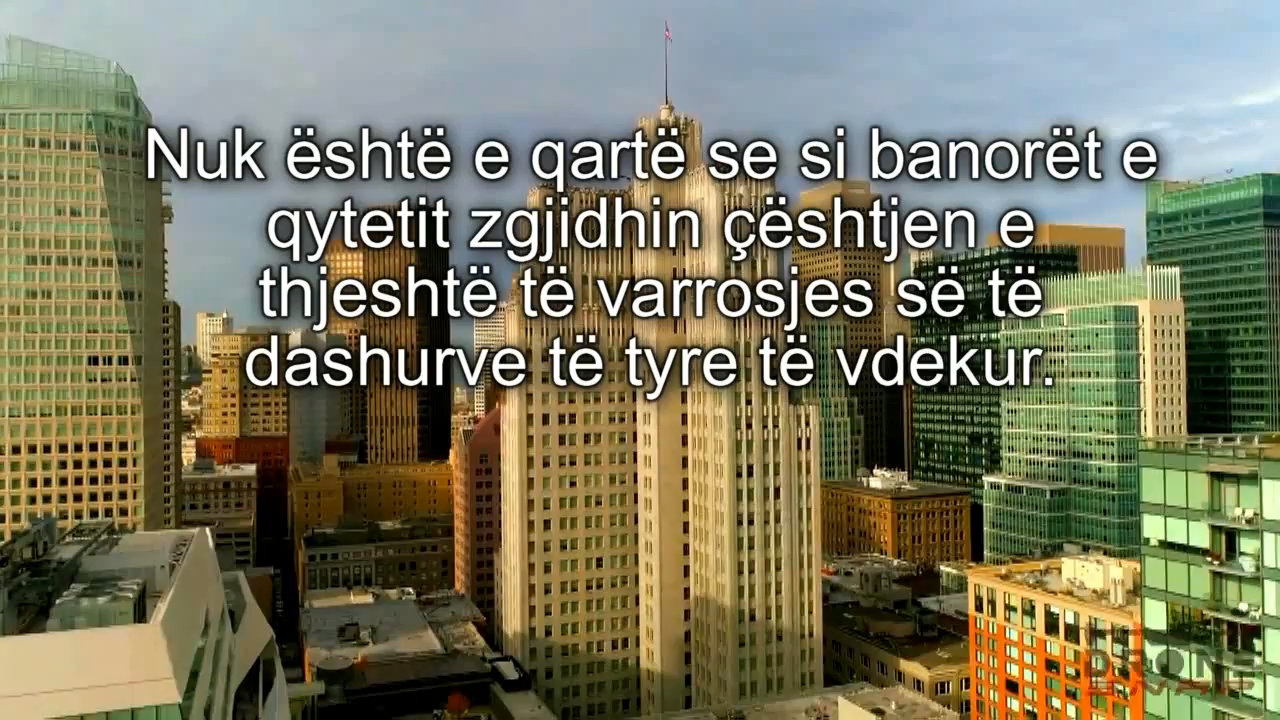 Nuk është e qartë se si banorët e
qytetit zgjidhin çështjen e
thjeshtë të varrosjes së të
dashurve të tyre të vdekur.
DRONE